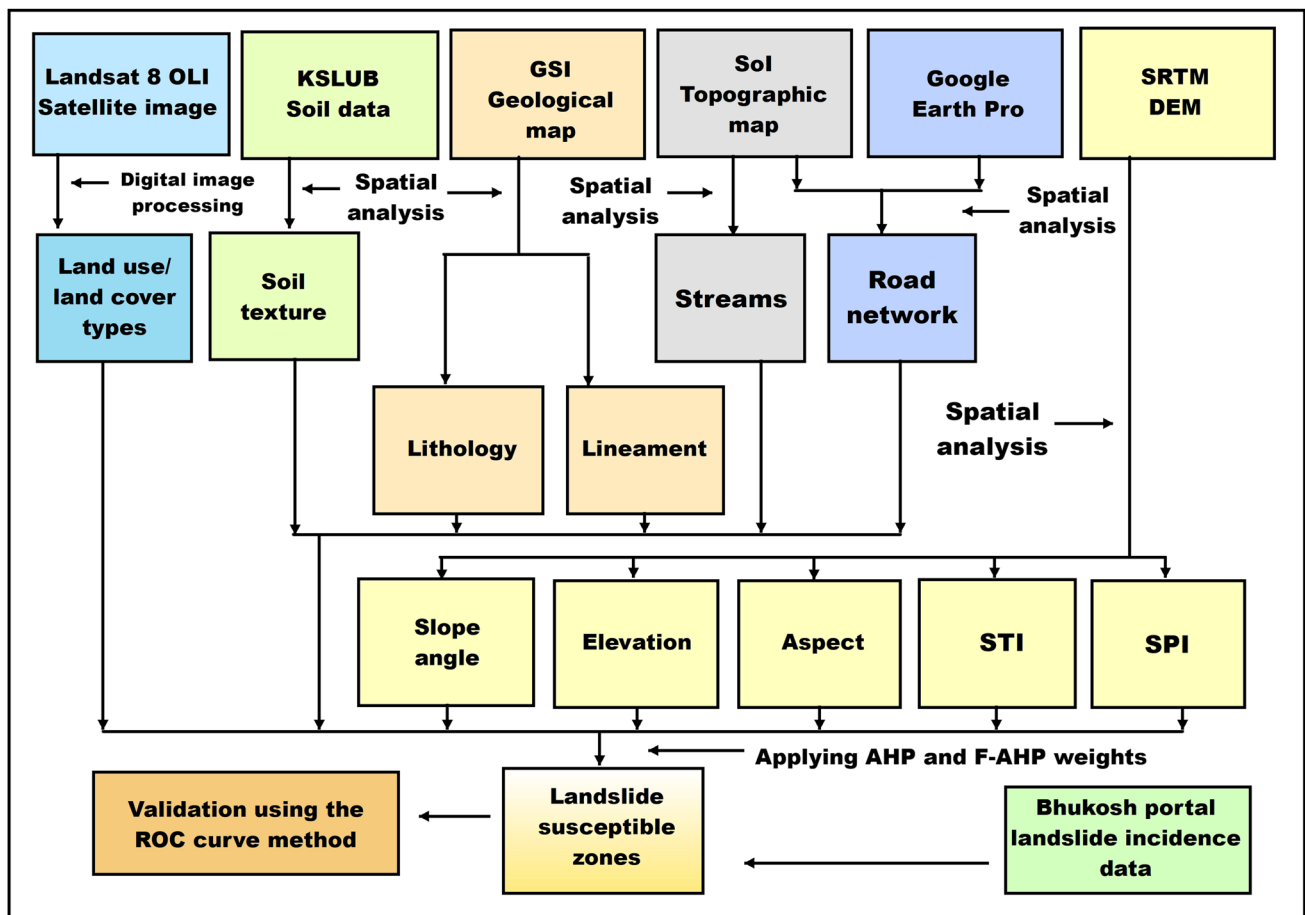 Landsat 8 OLI
Satellite image
KSLUB
Soil data
GSI
Geological
map
SoI
Topographic
map
Google
Earth Pro
SRTM
DEM
Digital image
processing
Spatial
analysis
Spatial
analysis
Spatial
analysis
Land use/
land cover
types
Soil
texture
Streams
Road
network
Lithology
Lineament
Spatial
analysis
Slope
angle
Elevation
Aspect
STI
SPI
Applying AHP and F-AHP weights
Validation using the
ROC curve method
Landslide
susceptible
zones
Bhukosh portal
landslide incidence
data